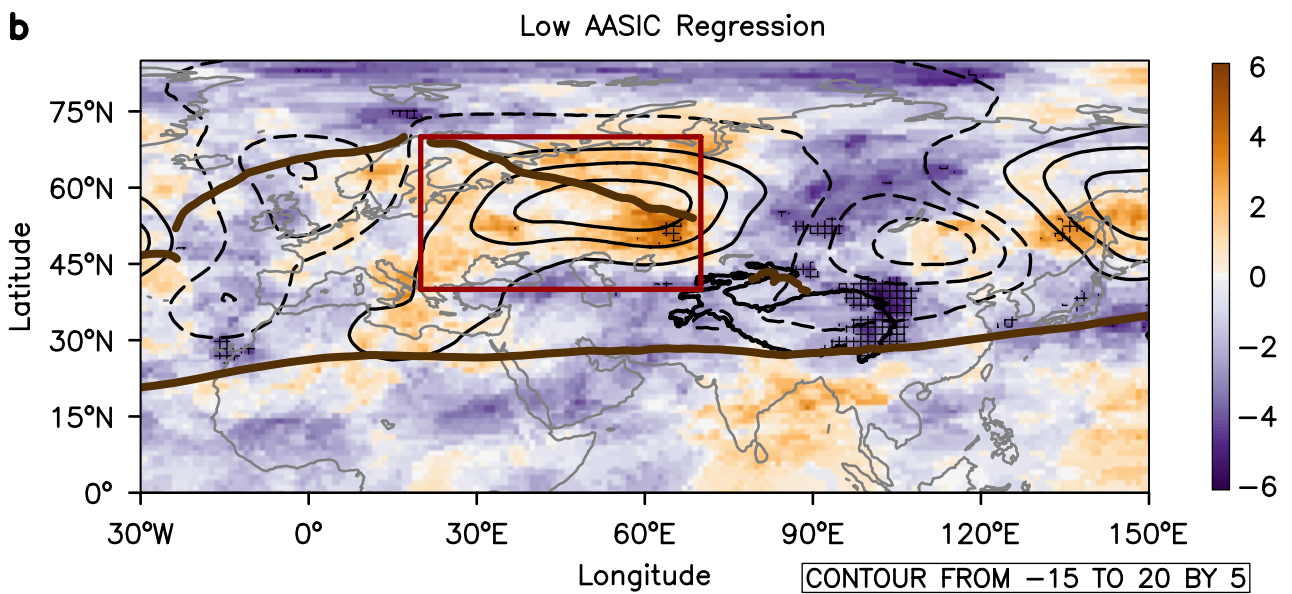 b
Low AASIC Regression
Latitude
75°N
60°N
45°N
30°N
15°N
0°
30°W 0° 30°E 60°E 90°E 120°E 150°E
Longitude
6
4
2
0
−2
−4
−6
CONTOUR FROM −15 TO 20 BY 5